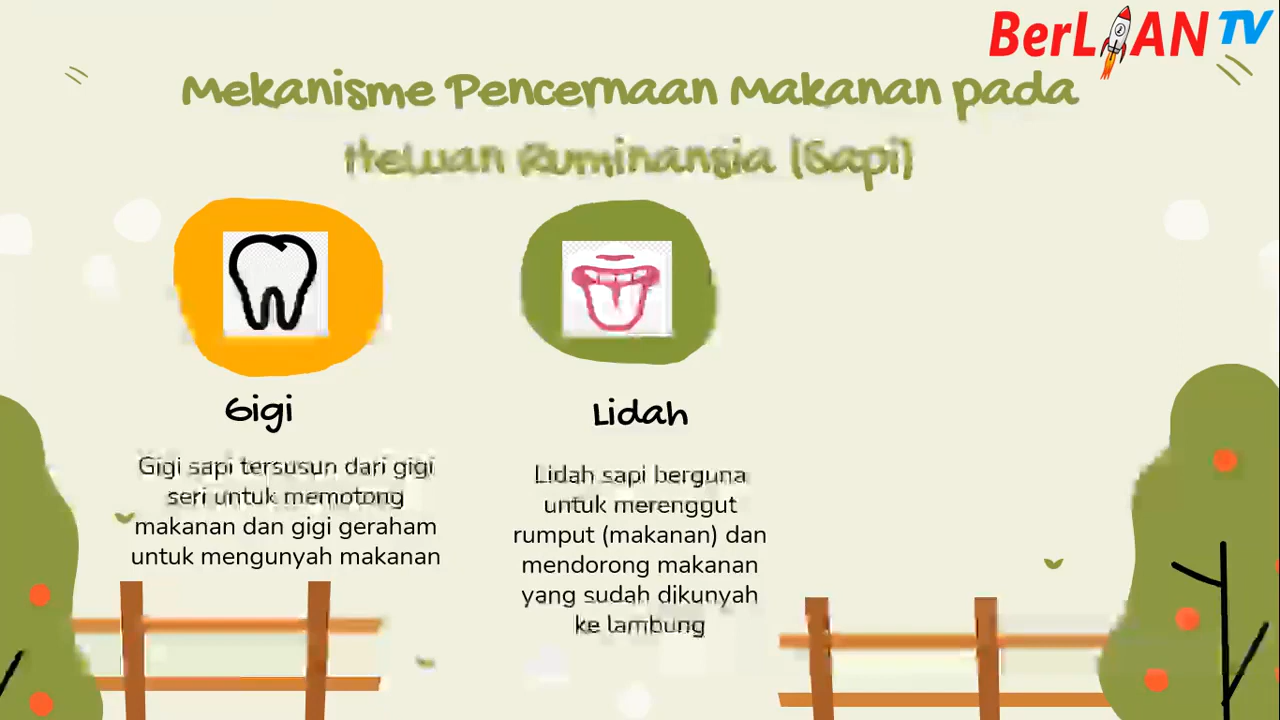 BerLIAN TV
Mekanisme Pencernaan Makanan pada
Hewan Ruminansia (Sapi)
Gigi
Gigi sapi tersusun dari gigi
seri untuk memotong
makanan dan gigi geraham
untuk mengunyah makanan
Lidah
Lidah sapi berguna
untuk merenggut
rumput (makanan) dan
mendorong makanan
yang sudah dikunyah
ke lambung